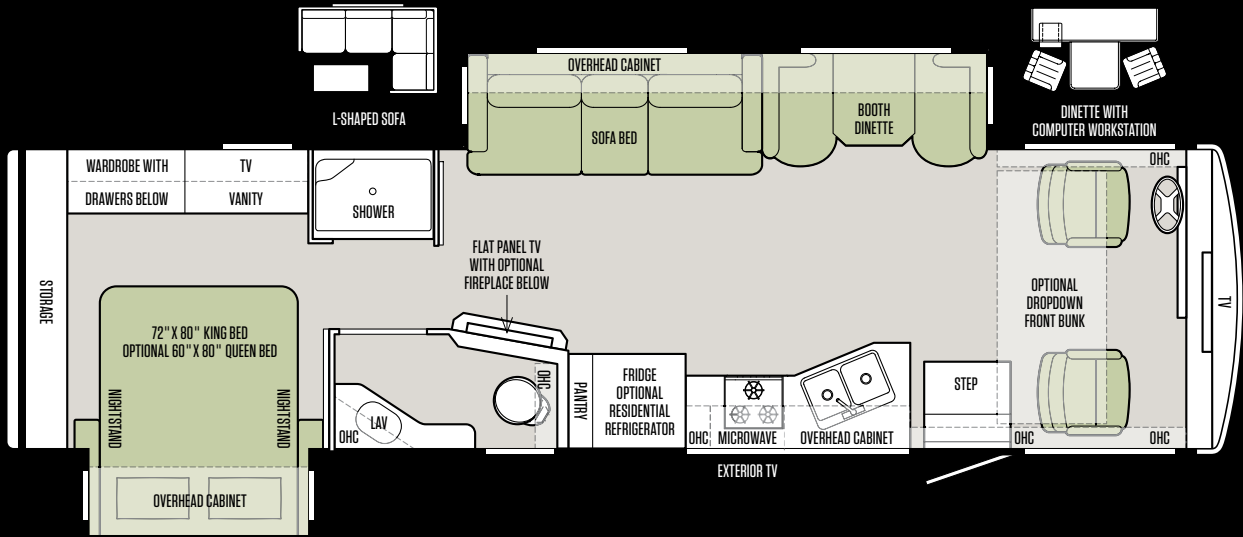 L-SHAPED SOFA
OVERHEAD CABINET
SOFA BED
BOOTH
DINETTE
DINETTE WITH
COMPUTER WORKSTATION
WARDROBE WITH
DRAWERS BELOW
TV
VANITY
SHOWER
OHC
FLAT PANEL TV
WITH OPTIONAL
FIREPLACE BELOW
STORAGE
OPTIONAL
DROPDOWN
FRONT BUNK
TV
72" X 80" KING BED
OPTIONAL 60" X 80" QUEEN BED
NIGHTSTAND
NIGHTSTAND
OHC
LAV
OHC
PANTRY
FRIDGE
OPTIONAL
RESIDENTIAL
REFRIGERATOR
OHC
MICROWAVE
OVERHEAD CABINET
STEP
OHC
OHC
EXTERIOR TV
OVERHEAD CABINET